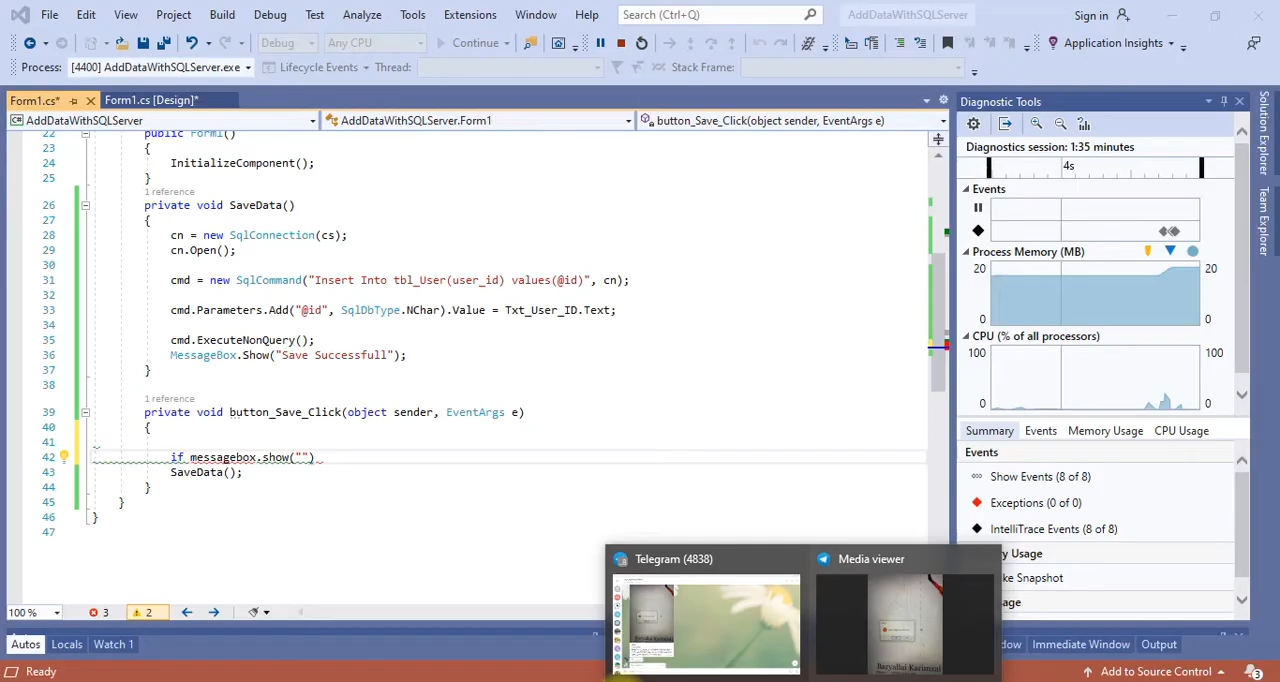 File Edit View Project Build Debug Test Analyze Tools Extensions Window Help Search (Ctrl+Q) AddDataWithSQLServer Sign in
Debug Any CPU Continue Application Insights
Process: [4400] AddDataWithSQLServer.exe Lifecycle Events Thread: Stack Frame:
Form1.cs* Form1.cs [Design]*
AddDataWithSQLServer AddDataWithSQLServer.Form1 button_Save_Click(object sender, EventArgs e)
22 public Form1()
23 {
24 InitializeComponent();
25 }
1 reference
26 private void SaveData()
27 {
28 cn = new SqlConnection(cs);
29 cn.Open();
30
31 cmd = new SqlCommand("Insert Into tbl_User(user_id) values(@id)", cn);
32
33 cmd.Parameters.Add("@id", SqlDbType.NChar).Value = Txt_User_ID.Text;
34
35 cmd.ExecuteNonQuery();
36 MessageBox.Show("Save Successfull");
37 }
38
1 reference
39 private void button_Save_Click(object sender, EventArgs e)
40 {
41
42 if messagebox.show("")
43 SaveData();
44 }
45 }
46 }
47
100 % 3 2
Autos Locals Watch 1
Ready
Diagnostic Tools
Diagnostics session: 1:35 minutes
4s
Events
Process Memory (MB)
20 20
0 0
CPU (% of all processors)
100 100
0 0
Summary Events Memory Usage CPU Usage
Events
Show Events (8 of 8)
Exceptions (0 of 0)
IntelliTrace Events (8 of 8)
Solution Explorer
Team Explorer
Telegram (4838) Media viewer
Baryallai Karimzai
Immediate Window Output
Add to Source Control 3